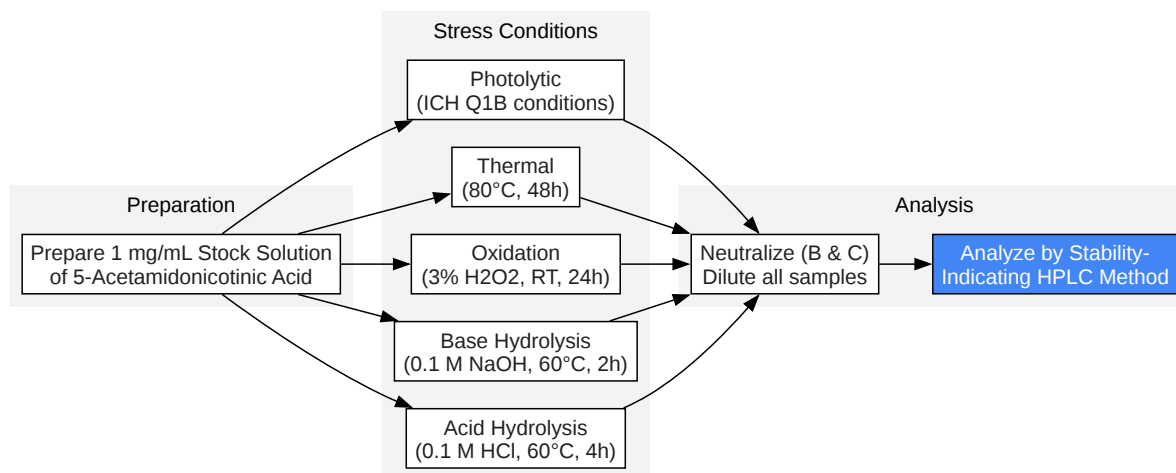 Stress Conditions
Photolytic
(ICH Q1B conditions)
Thermal
(80°C, 48h)
Preparation
Analysis
Prepare 1 mg/mL Stock Solution
of 5-Acetamidonicotinic Acid
Oxidation
(3% H2O2, RT, 24h)
Neutralize (B & C)
Dilute all samples
Analyze by Stability-
Indicating HPLC Method
Base Hydrolysis
(0.1 M NaOH, 60°C, 2h)
Acid Hydrolysis
(0.1 M HCl, 60°C, 4h)